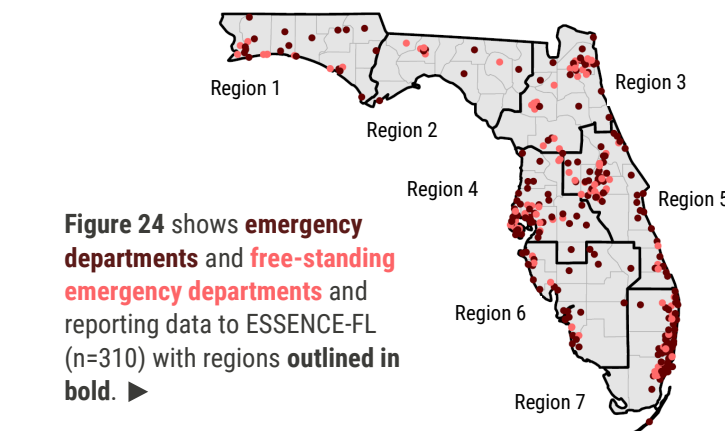 Region 1
Region 2
Region 3
Region 4
Region 5
Figure 24 shows emergency
departments and free-standing
emergency departments and
reporting data to ESSENCE-FL
(n=310) with regions outlined in
bold. ▶
Region 6
Region 7